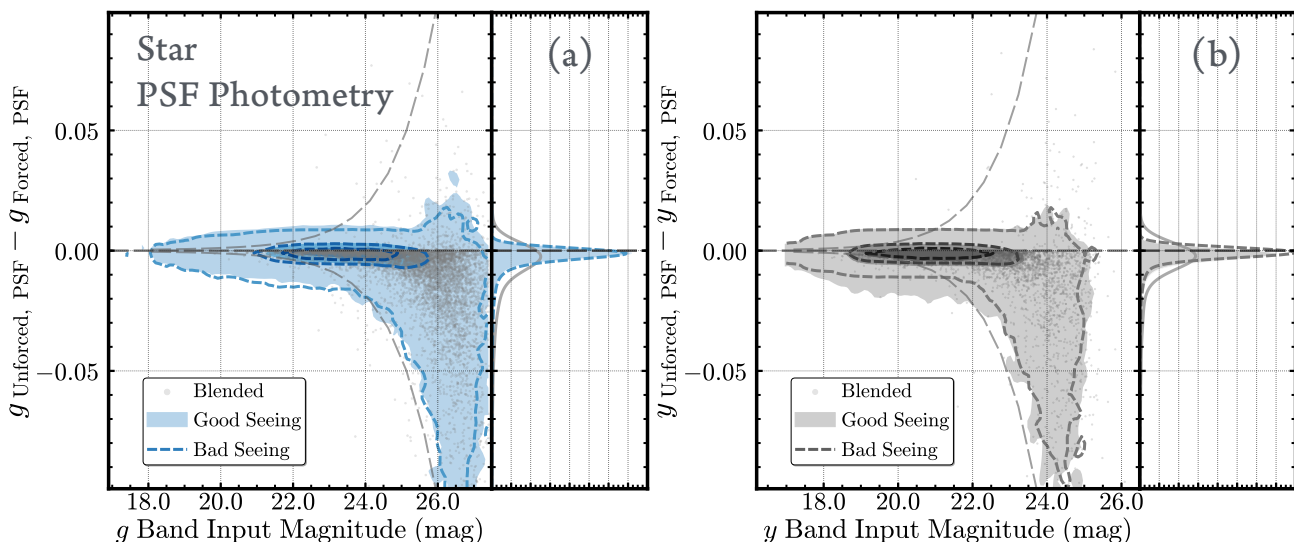 Star
PSF Photometry
(a)
g Unforced, PSF − g Forced, PSF
0.05
0.00
−0.05
Blended
Good Seeing
Bad Seeing
18.0 20.0 22.0 24.0 26.0
g Band Input Magnitude (mag)
(b)
y Unforced, PSF − y Forced, PSF
0.05
0.00
−0.05
Blended
Good Seeing
Bad Seeing
18.0 20.0 22.0 24.0 26.0
y Band Input Magnitude (mag)